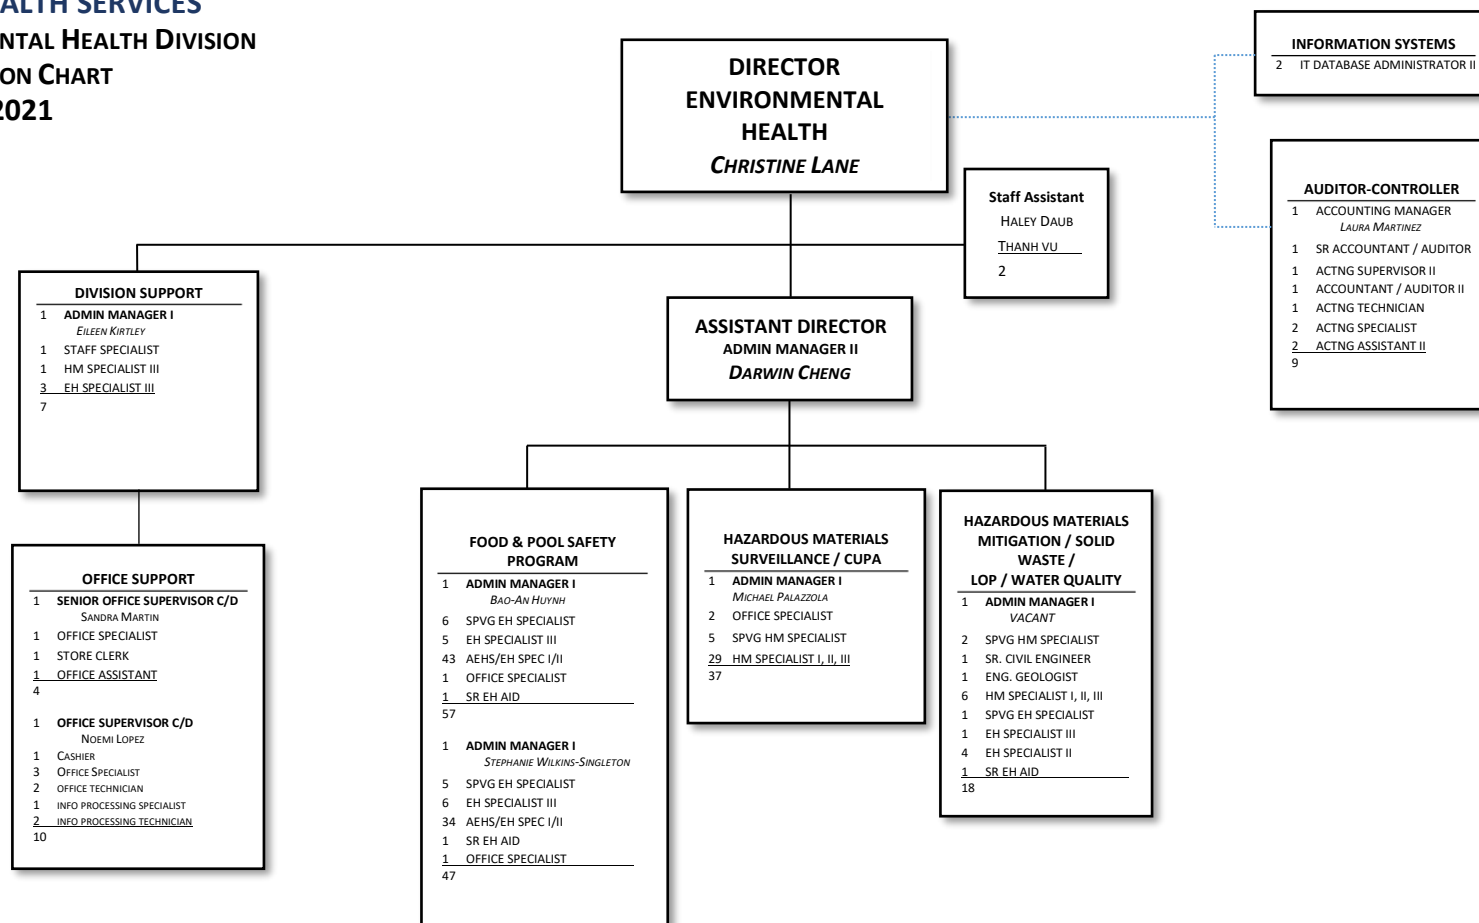 ALTH SERVICES
NTAL HEALTH DIVISION
ON CHART
2021
DIRECTOR
ENVIRONMENTAL
HEALTH
CHRISTINE LANE
INFORMATION SYSTEMS
2 IT DATABASE ADMINISTRATOR II
Staff Assistant
HALEY DAUB
THANH VU
2
AUDITOR-CONTROLLER
1 ACCOUNTING MANAGER
LAURA MARTINEZ
1 SR ACCOUNTANT / AUDITOR
1 ACTNG SUPERVISOR II
1 ACCOUNTANT / AUDITOR II
1 ACTNG TECHNICIAN
2 ACTNG SPECIALIST
2 ACTNG ASSISTANT II
9
DIVISION SUPPORT
1 ADMIN MANAGER I
EILEEN KIRTLEY
1 STAFF SPECIALIST
1 HM SPECIALIST III
3 EH SPECIALIST III
7
ASSISTANT DIRECTOR
ADMIN MANAGER II
DARWIN CHENG
OFFICE SUPPORT
1 SENIOR OFFICE SUPERVISOR C/D
SANDRA MARTIN
1 OFFICE SPECIALIST
1 STORE CLERK
1 OFFICE ASSISTANT
4
1 OFFICE SUPERVISOR C/D
NOEMI LOPEZ
1 CASHIER
3 OFFICE SPECIALIST
2 OFFICE TECHNICIAN
1 INFO PROCESSING SPECIALIST
2 INFO PROCESSING TECHNICIAN
10
FOOD & POOL SAFETY
PROGRAM
1 ADMIN MANAGER I
BAO-AN HUYNH
6 SPVG EH SPECIALIST
5 EH SPECIALIST III
43 AEHS/EH SPEC I/II
1 OFFICE SPECIALIST
1 SR EH AID
57
1 ADMIN MANAGER I
STEPHANIE WILKINS-SINGLETON
5 SPVG EH SPECIALIST
6 EH SPECIALIST III
34 AEHS/EH SPEC I/II
1 SR EH AID
1 OFFICE SPECIALIST
47
HAZARDOUS MATERIALS
SURVEILLANCE / CUPA
1 ADMIN MANAGER I
MICHAEL PALAZZOLA
2 OFFICE SPECIALIST
5 SPVG HM SPECIALIST
29 HM SPECIALIST I, II, III
37
HAZARDOUS MATERIALS
MITIGATION / SOLID
WASTE /
LOP / WATER QUALITY
1 ADMIN MANAGER I
VACANT
2 SPVG HM SPECIALIST
1 SR. CIVIL ENGINEER
1 ENG. GEOLOGIST
6 HM SPECIALIST I, II, III
1 SPVG EH SPECIALIST
1 EH SPECIALIST III
4 EH SPECIALIST II
1 SR EH AID
18